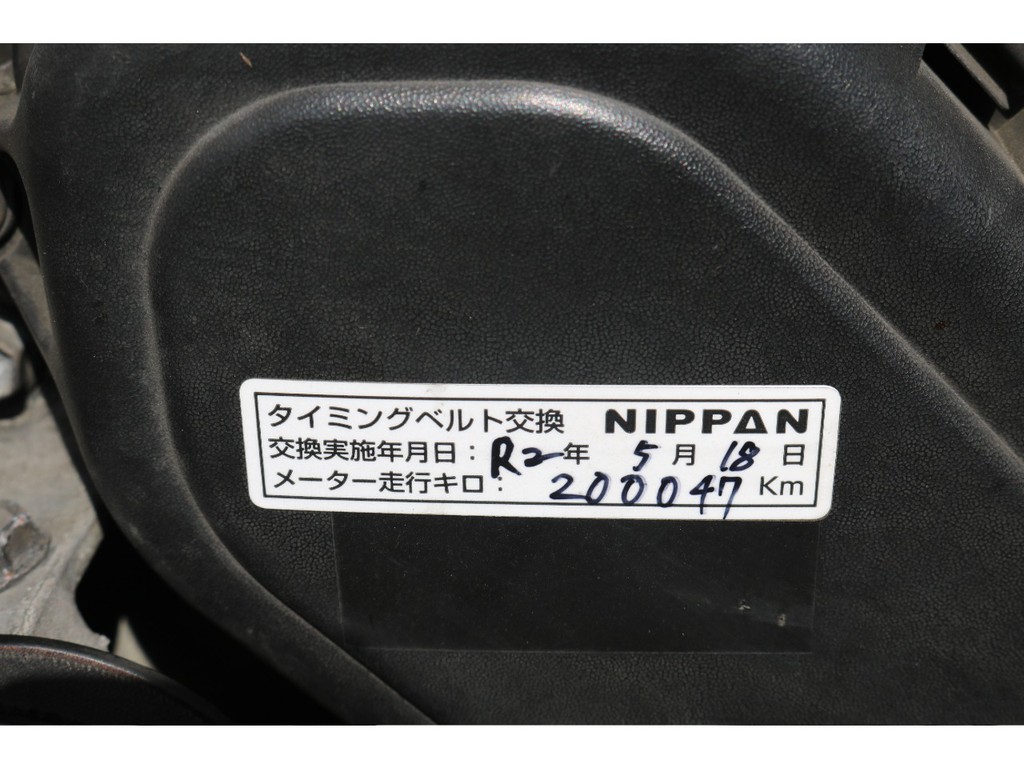 タイミングベルト交換 NIPPAN
交換実施年月日：R2年 5月 18日
メーター走行キロ：200047 Km